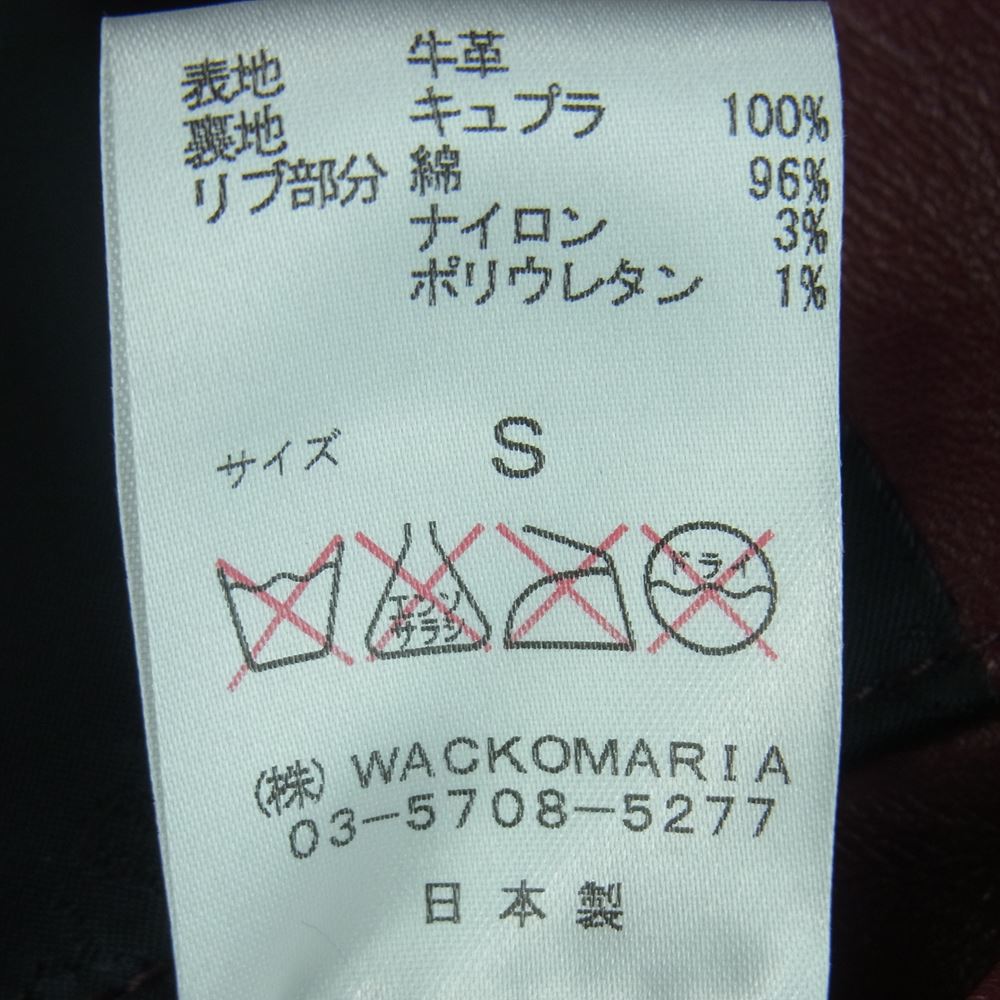 表地 牛革
裏地 キュプラ 100%
リブ部分 綿 96%
ナイロン 3%
ポリウレタン 1%
サイズ S
エンソ
サラシ
ドライ
(株) WACKOMARIA
03-5708-5277
日本製